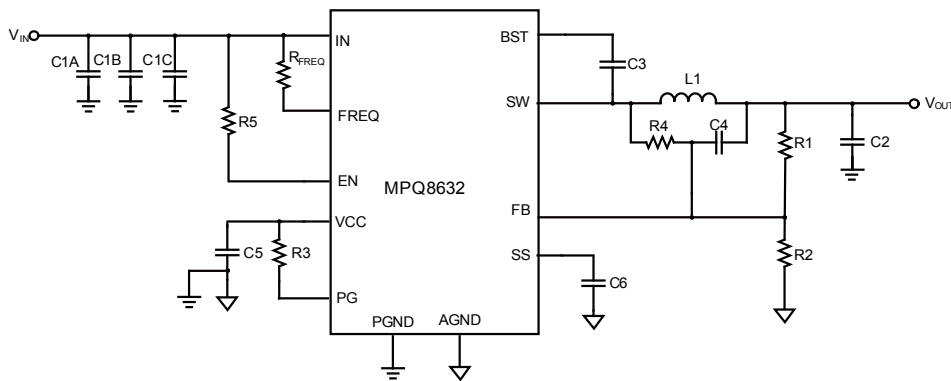 VIN
C1A
C1B
C1C
R5
RFREQ
IN
FREQ
EN
MPQ8632
VCC
C5
R3
PG
PGND
AGND
BST
SW
FB
SS
C3
L1
R4
C4
R1
C2
R2
C6
VOUT